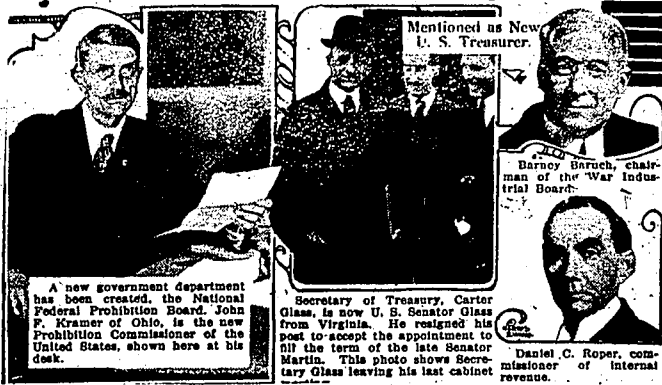 Mentioned as New
U. S. Treasurer.
Barney Baruch, chair-
man of the War Indus-
trial Board.
A new government department
has been created, the National
Federal Prohibition Board. John
F. Kramer of Ohio, is the new
Prohibition Commissioner of the
United States, shown here at his
desk.
Secretary of Treasury, Carter
Glass, is now U. S. Senator Glass
from Virginia. He resigned his
post to accept the appointment to
fill the term of the late Senator
Martin. This photo shows Secre-
tary Glass leaving his last cabinet
Daniel C. Roper, com-
missioner of internal
revenue.